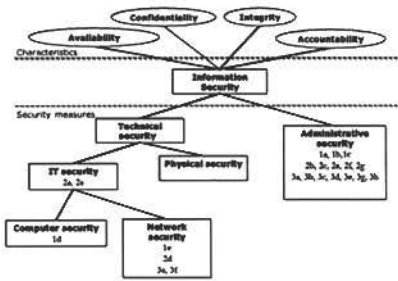 Confidentiality
Integrity
Availability
Accountability
Characteristics
Information
Security
Security measures
Technical
security
Administrative
security
1a, 1b, 1c
2b, 2c, 2e, 2f, 2g
3a, 3b, 3c, 3d, 3e, 3g, 3h
IT security
2a, 2e
Physical security
Computer security
1d
Network
security
1e
2d
3e, 3f